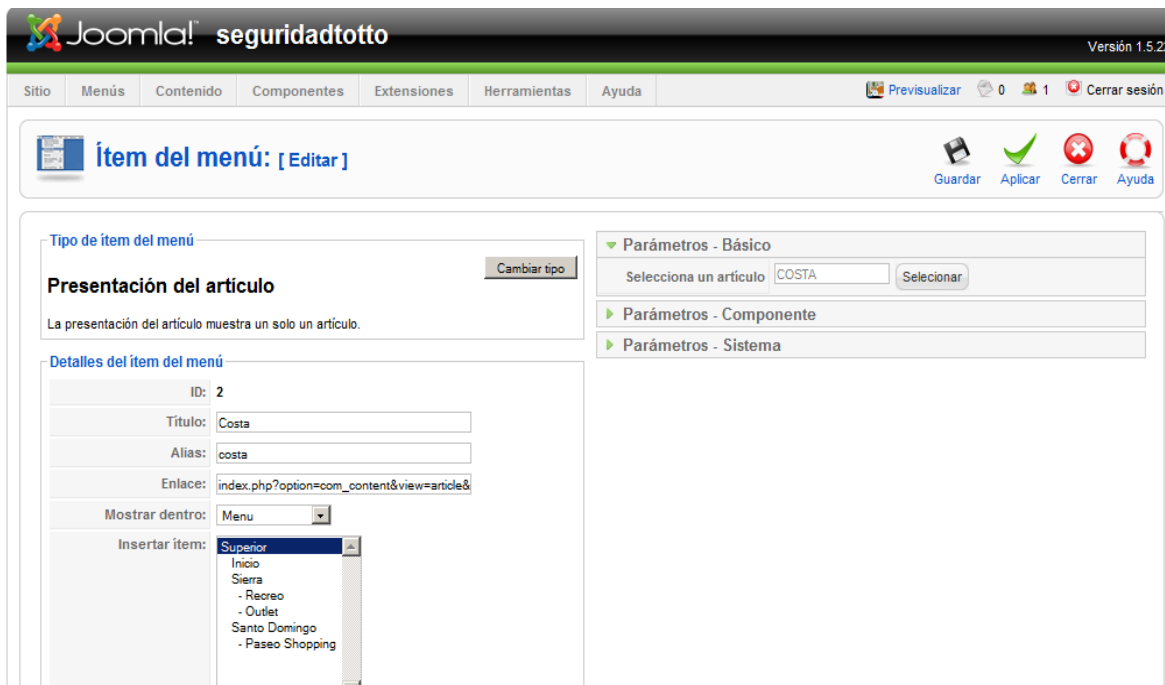 Joomla! seguridadtotto
Versión 1.5.22
Sitio Menús Contenido Componentes Extensiones Herramientas Ayuda Previsualizar 0 1 Cerrar sesión
Ítem del menú: [ Editar ]
Guardar Aplicar Cerrar Ayuda
Tipo de ítem del menú
Cambiar tipo
Presentación del artículo
La presentación del artículo muestra un solo un artículo.
Parámetros - Básico
Selecciona un artículo COSTA Selecionar
Parámetros - Componente
Parámetros - Sistema
Detalles del ítem del menú
ID: 2
Título: Costa
Alias: costa
Enlace: index.php?option=com_content&view=article&
Mostrar dentro: Menu
Insertar ítem: Superior
Inicio
Sierra
- Recreo
- Outlet
Santo Domingo
- Paseo Shopping